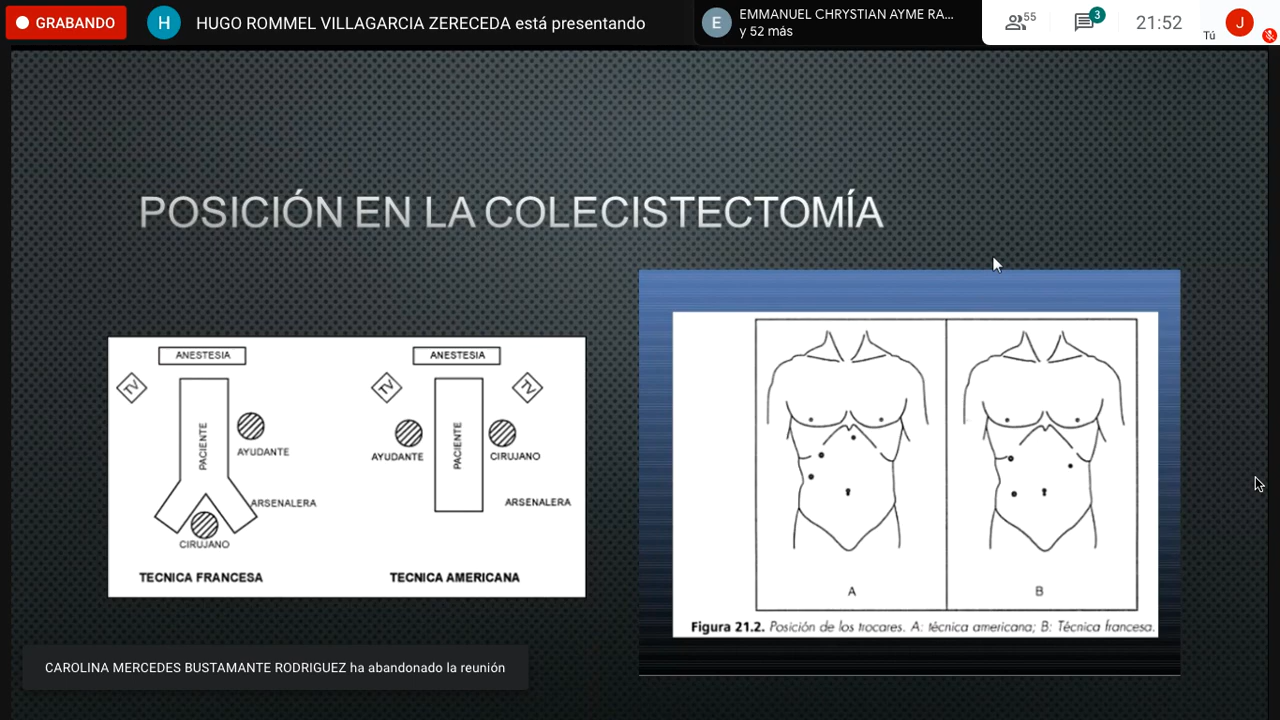 GRABANDO
H
HUGO ROMMEL VILLAGARCIA ZERECEDA está presentando
E
EMMANUEL CHRYSTIAN AYME RA...
y 52 más
55
3
21:52
Tú
J
POSICIÓN EN LA COLECISTECTOMÍA
ANESTESIA
TV
PACIENTE
AYUDANTE
ARSENALERA
CIRUJANO
TECNICA FRANCESA
ANESTESIA
TV
TV
AYUDANTE
PACIENTE
CIRUJANO
ARSENALERA
TECNICA AMERICANA
A
B
Figura 21.2. Posición de los trocares. A: técnica americana; B: Técnica francesa.
CAROLINA MERCEDES BUSTAMANTE RODRIGUEZ ha abandonado la reunión